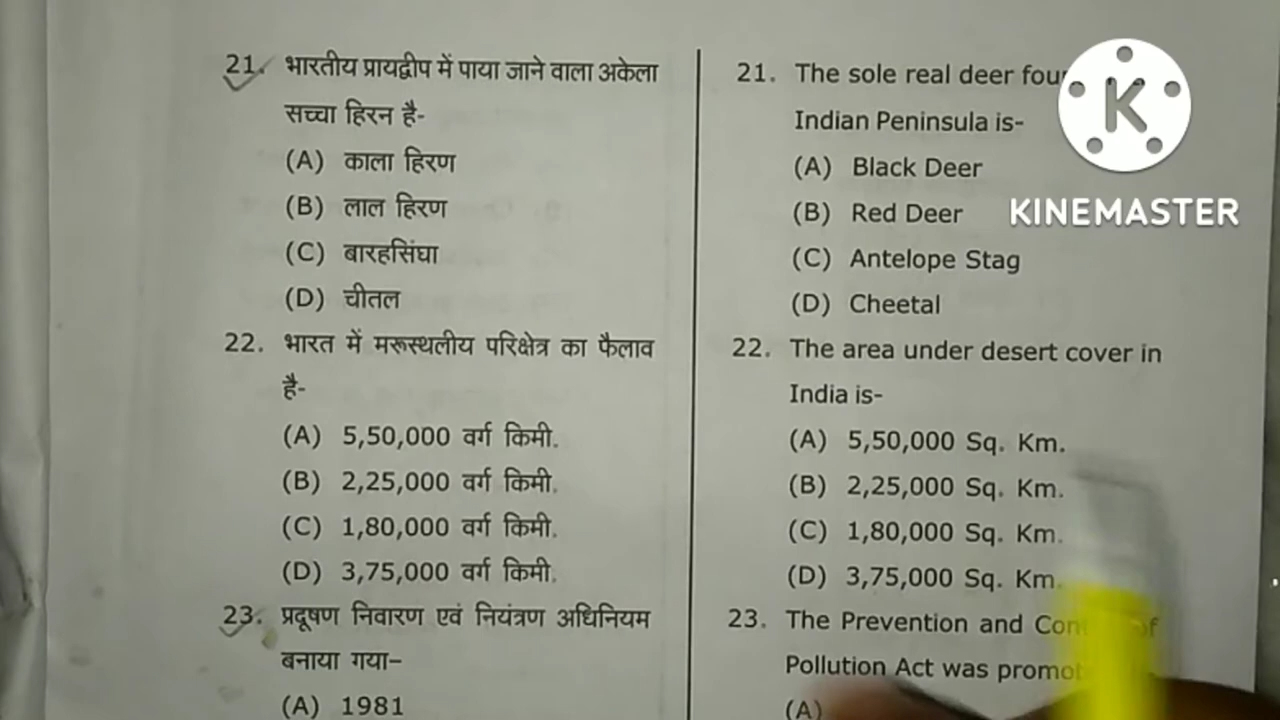 21. भारतीय प्रायद्वीप में पाया जाने वाला अकेला
सच्चा हिरन है-
(A) काला हिरण
(B) लाल हिरण
(C) बारहसिंघा
(D) चीतल
22. भारत में मरूस्थलीय परिक्षेत्र का फैलाव
है-
(A) 5,50,000 वर्ग किमी.
(B) 2,25,000 वर्ग किमी.
(C) 1,80,000 वर्ग किमी.
(D) 3,75,000 वर्ग किमी.
23. प्रदूषण निवारण एवं नियंत्रण अधिनियम
बनाया गया–
(A) 1981
21. The sole real deer
Indian Peninsula is-
(A) Black Deer
(B) Red Deer
(C) Antelope Stag
(D) Cheetal
22. The area under desert cover in
India is-
(A) 5,50,000 Sq. Km.
(B) 2,25,000 Sq. Km.
(C) 1,80,000 Sq. Km.
(D) 3,75,000 Sq. Km.
23. The Prevention and
Pollution Act was
(A)
K
KINEMASTER